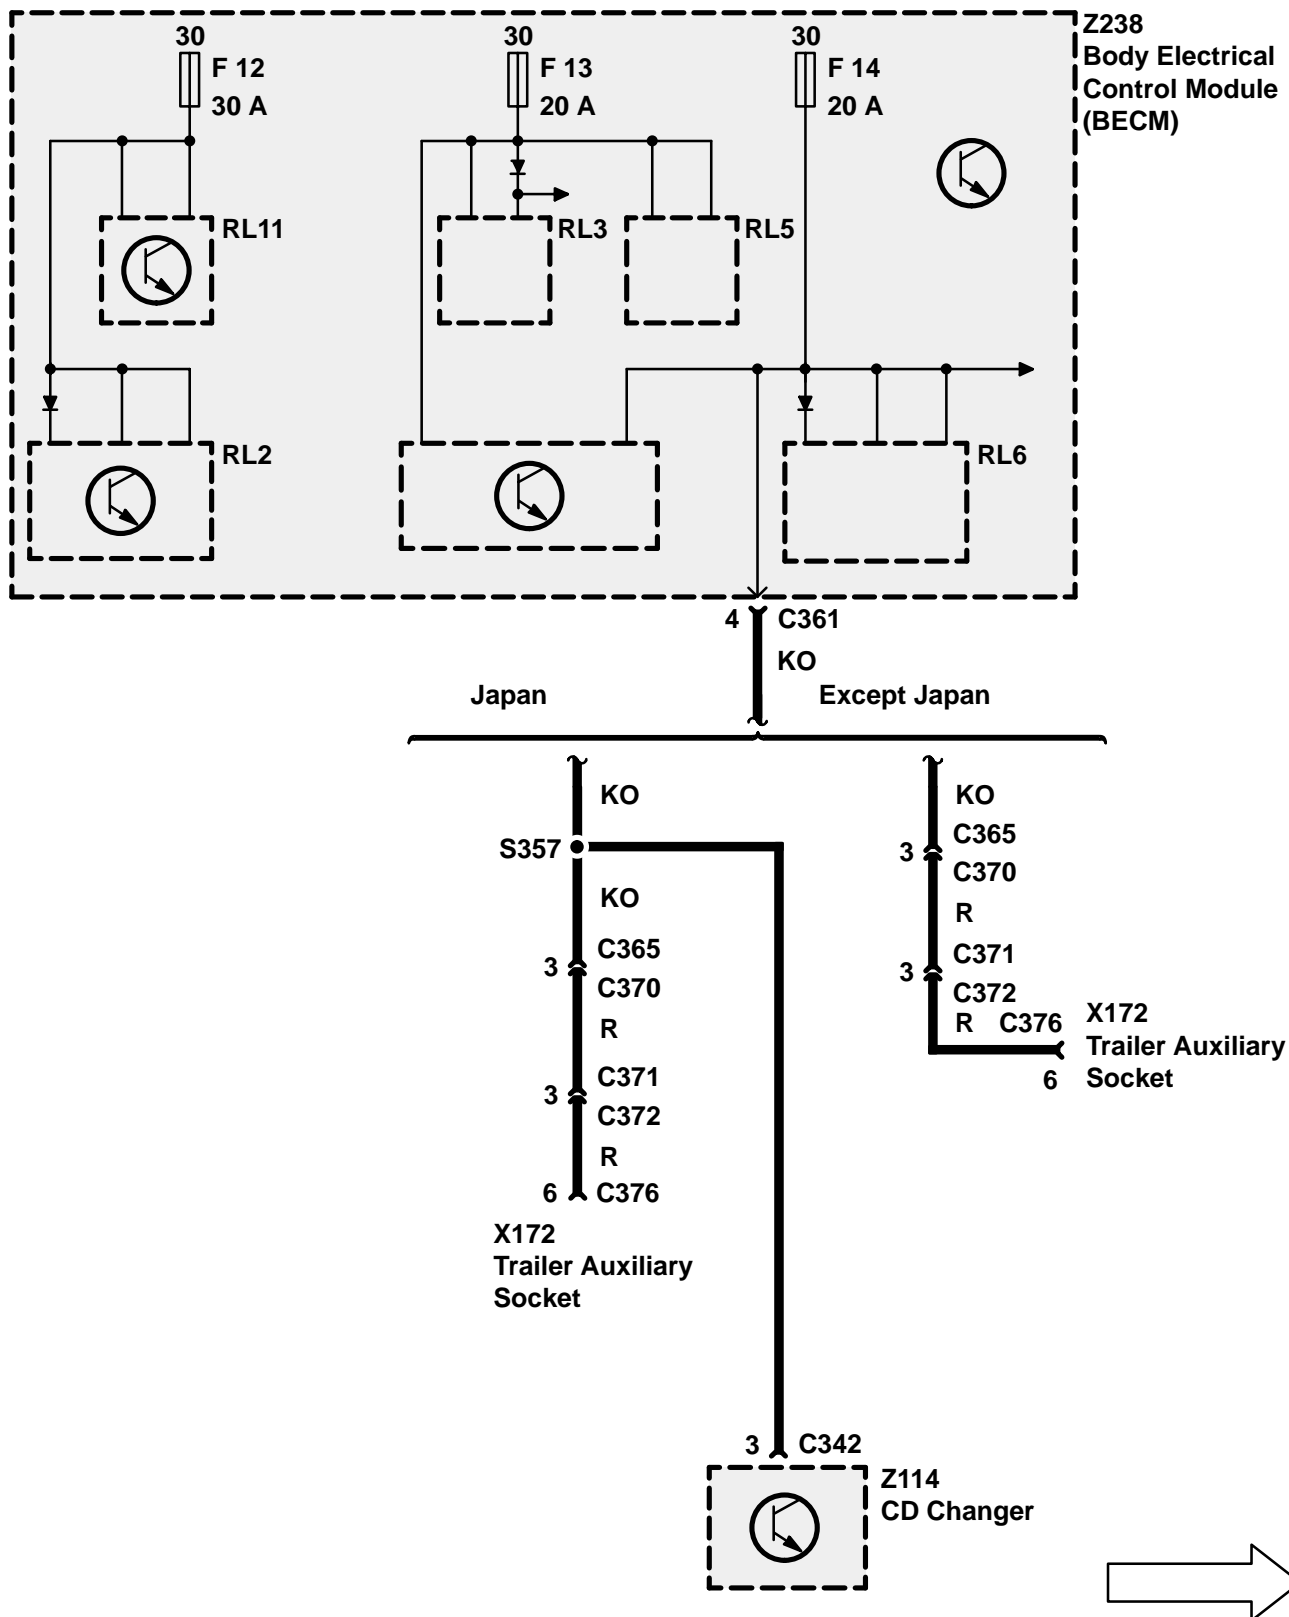 30
F 12
30 A
30
F 13
20 A
30
F 14
20 A
Z238
Body Electrical
Control Module
(BECM)
RL11
RL3
RL5
RL2
RL6
4
C361
KO
Japan
Except Japan
KO
S357
KO
3
C365
C370
R
3
C371
C372
R
6
C376
X172
Trailer Auxiliary
Socket
KO
3
C365
C370
R
3
C371
C372
R
C376
6
X172
Trailer Auxiliary
Socket
3
C342
Z114
CD Changer